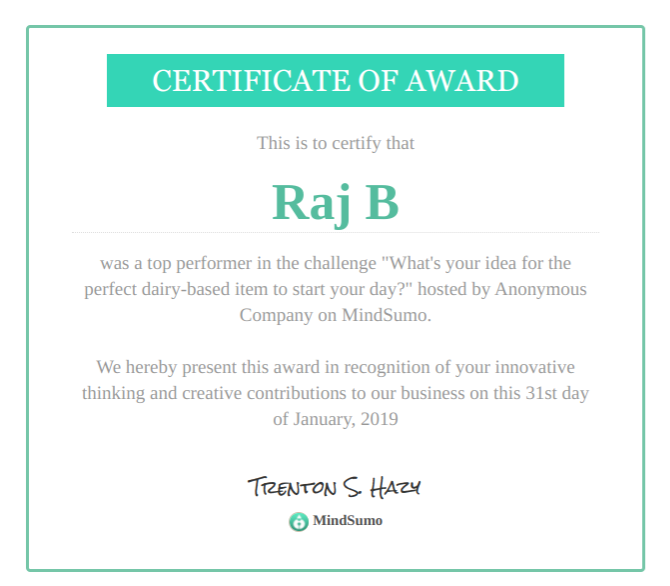 CERTIFICATE OF AWARD
This is to certify that
Raj B
was a top performer in the challenge "What's your idea for the
perfect dairy-based item to start your day?" hosted by Anonymous
Company on MindSumo.
We hereby present this award in recognition of your innovative
thinking and creative contributions to our business on this 31st day
of January, 2019
Trenton S. Hazy
MindSumo